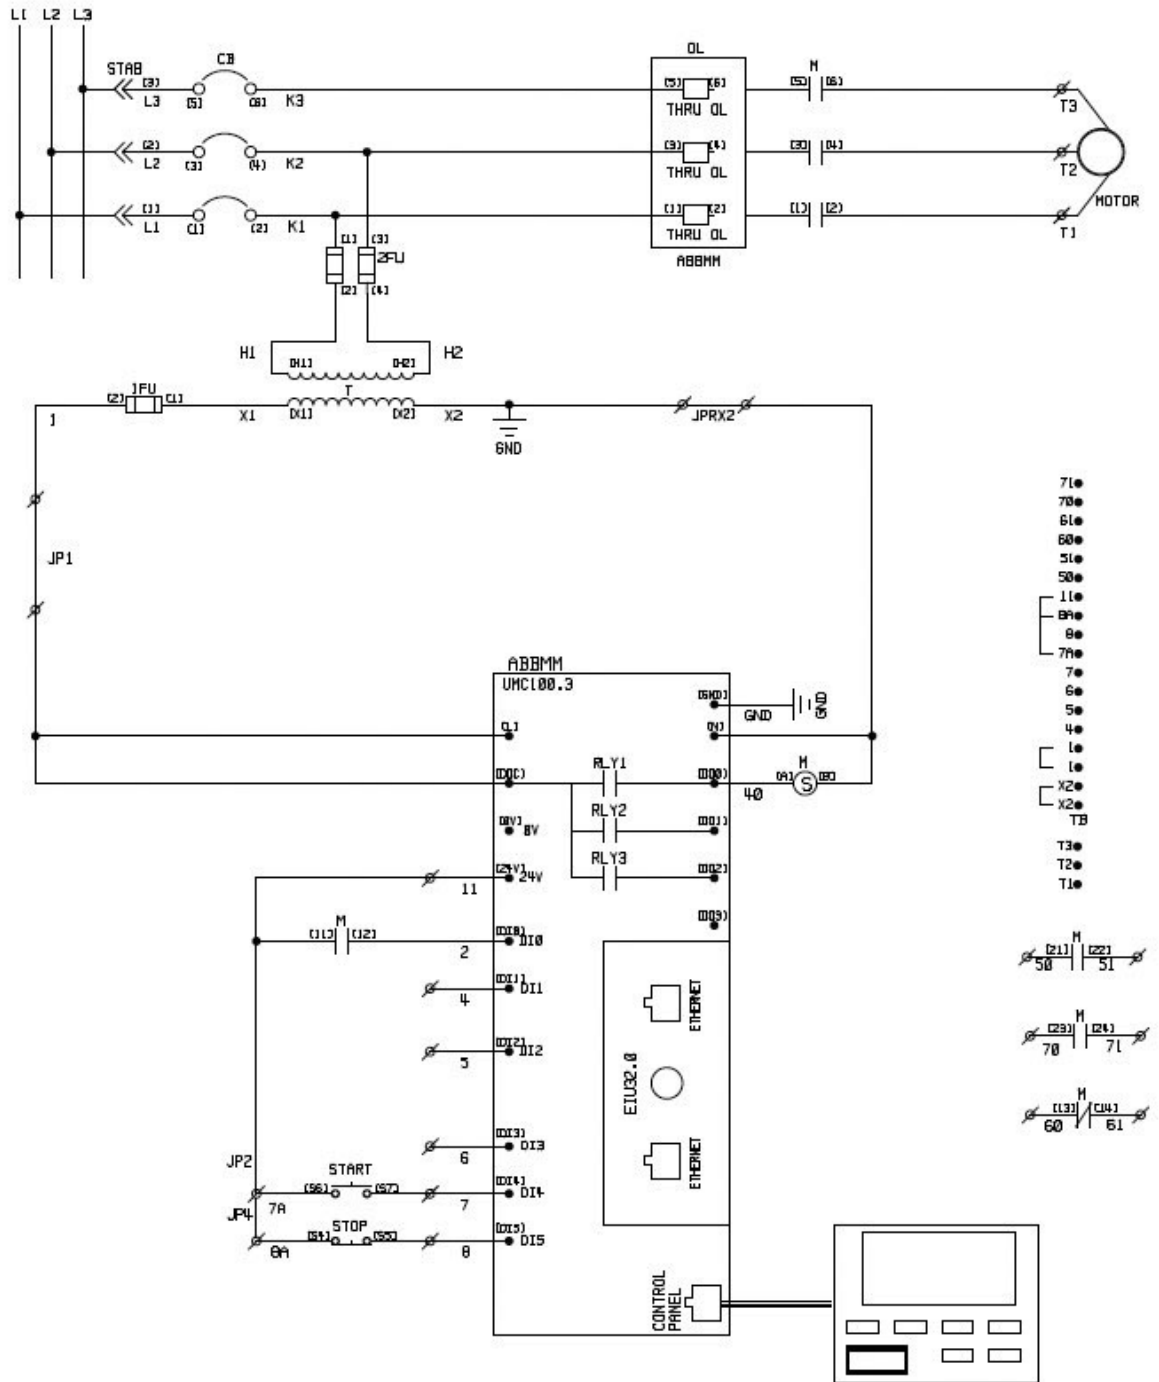 L1 L2 L3
STAB CB OL M
(3) (5) (6) (5) (6)
L3 (5) (6) K3 THRU OL T3
(2) (3) (4) (3) (4)
L2 (3) (4) K2 THRU OL T2
MOTOR
(1) (1) (2) (1) (2)
L1 (1) (2) K1 THRU OL T1
ABBMM
(1) (3)
2FU
(2) (4)
H1 (H1) (H2) H2
T
(2) 1FU (1)
1 X1 (X1) (X2) X2 JPRX2
GND
JP1
71
70
61
60
51
50
11
8A
8
7A
7
6
5
4
1
1
X2
X2
TB
T3
T2
T1
ABBMM
UMC100.3
(GND)
GND GND
(L) (N)
(DOC) RLY1 (DO0) (A) M (B)
40 S
(0V) 0V RLY2 (DO1)
(24V) RLY3 (DO2)
11 24V
(DO3)
M
(11) (12) (DI0)
2 DI0
(DI1)
4 DI1
(DI2)
5 DI2
(DI3)
6 DI3
JP2 START
(56) (57) (DI4)
7A 7 DI4
JP4 STOP
(54) (55) (DI5)
8A 8 DI5
ETHERNET
EIU32.0
ETHERNET
CONTROL
PANEL
M
(21) (22)
50 51
M
(23) (24)
70 71
M
(13) (14)
60 61